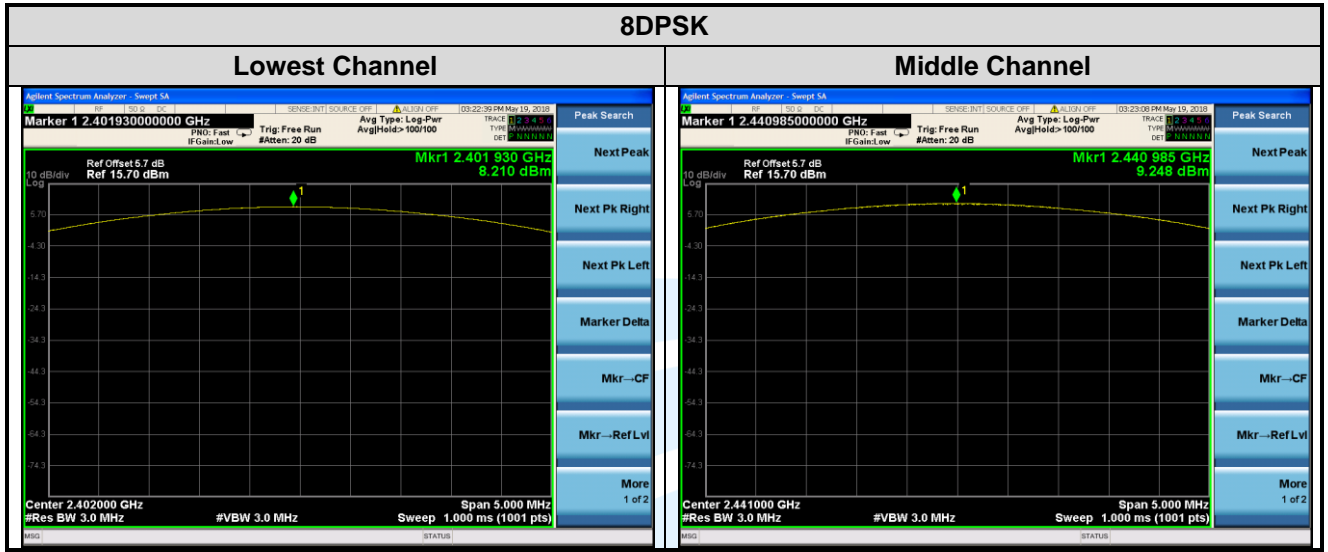 8DPSK
Lowest Channel
Middle Channel
Agilent Spectrum Analyzer - Swept SA
RF 50 Ω DC SENSE:INT SOURCE OFF ALIGN OFF 03:22:39 PM May 19, 2018
Marker 1 2.401930000000 GHz
PNO: Fast
IFGain:Low
Trig: Free Run
#Atten: 20 dB
Avg Type: Log-Pwr
Avg|Hold:> 100/100
TRACE 1 2 3 4 5 6
TYPE M
DET P N N N N N
Ref Offset 5.7 dB
Ref 15.70 dBm
10 dB/div
Log
Mkr1 2.401 930 GHz
8.210 dBm
1
5.70
-4.30
-14.3
-24.3
-34.3
-44.3
-54.3
-64.3
-74.3
Center 2.402000 GHz
Span 5.000 MHz
#Res BW 3.0 MHz
#VBW 3.0 MHz
Sweep 1.000 ms (1001 pts)
MSG
STATUS
Peak Search
Next Peak
Next Pk Right
Next Pk Left
Marker Delta
Mkr→CF
Mkr→Ref Lvl
More
1 of 2
Agilent Spectrum Analyzer - Swept SA
RF 50 Ω DC SENSE:INT SOURCE OFF ALIGN OFF 03:23:08 PM May 19, 2018
Marker 1 2.440985000000 GHz
PNO: Fast
IFGain:Low
Trig: Free Run
#Atten: 20 dB
Avg Type: Log-Pwr
Avg|Hold:> 100/100
TRACE 1 2 3 4 5 6
TYPE M
DET P N N N N N
Ref Offset 5.7 dB
Ref 15.70 dBm
10 dB/div
Log
Mkr1 2.440 985 GHz
9.248 dBm
1
5.70
-4.30
-14.3
-24.3
-34.3
-44.3
-54.3
-64.3
-74.3
Center 2.441000 GHz
Span 5.000 MHz
#Res BW 3.0 MHz
#VBW 3.0 MHz
Sweep 1.000 ms (1001 pts)
MSG
STATUS
Peak Search
Next Peak
Next Pk Right
Next Pk Left
Marker Delta
Mkr→CF
Mkr→Ref Lvl
More
1 of 2